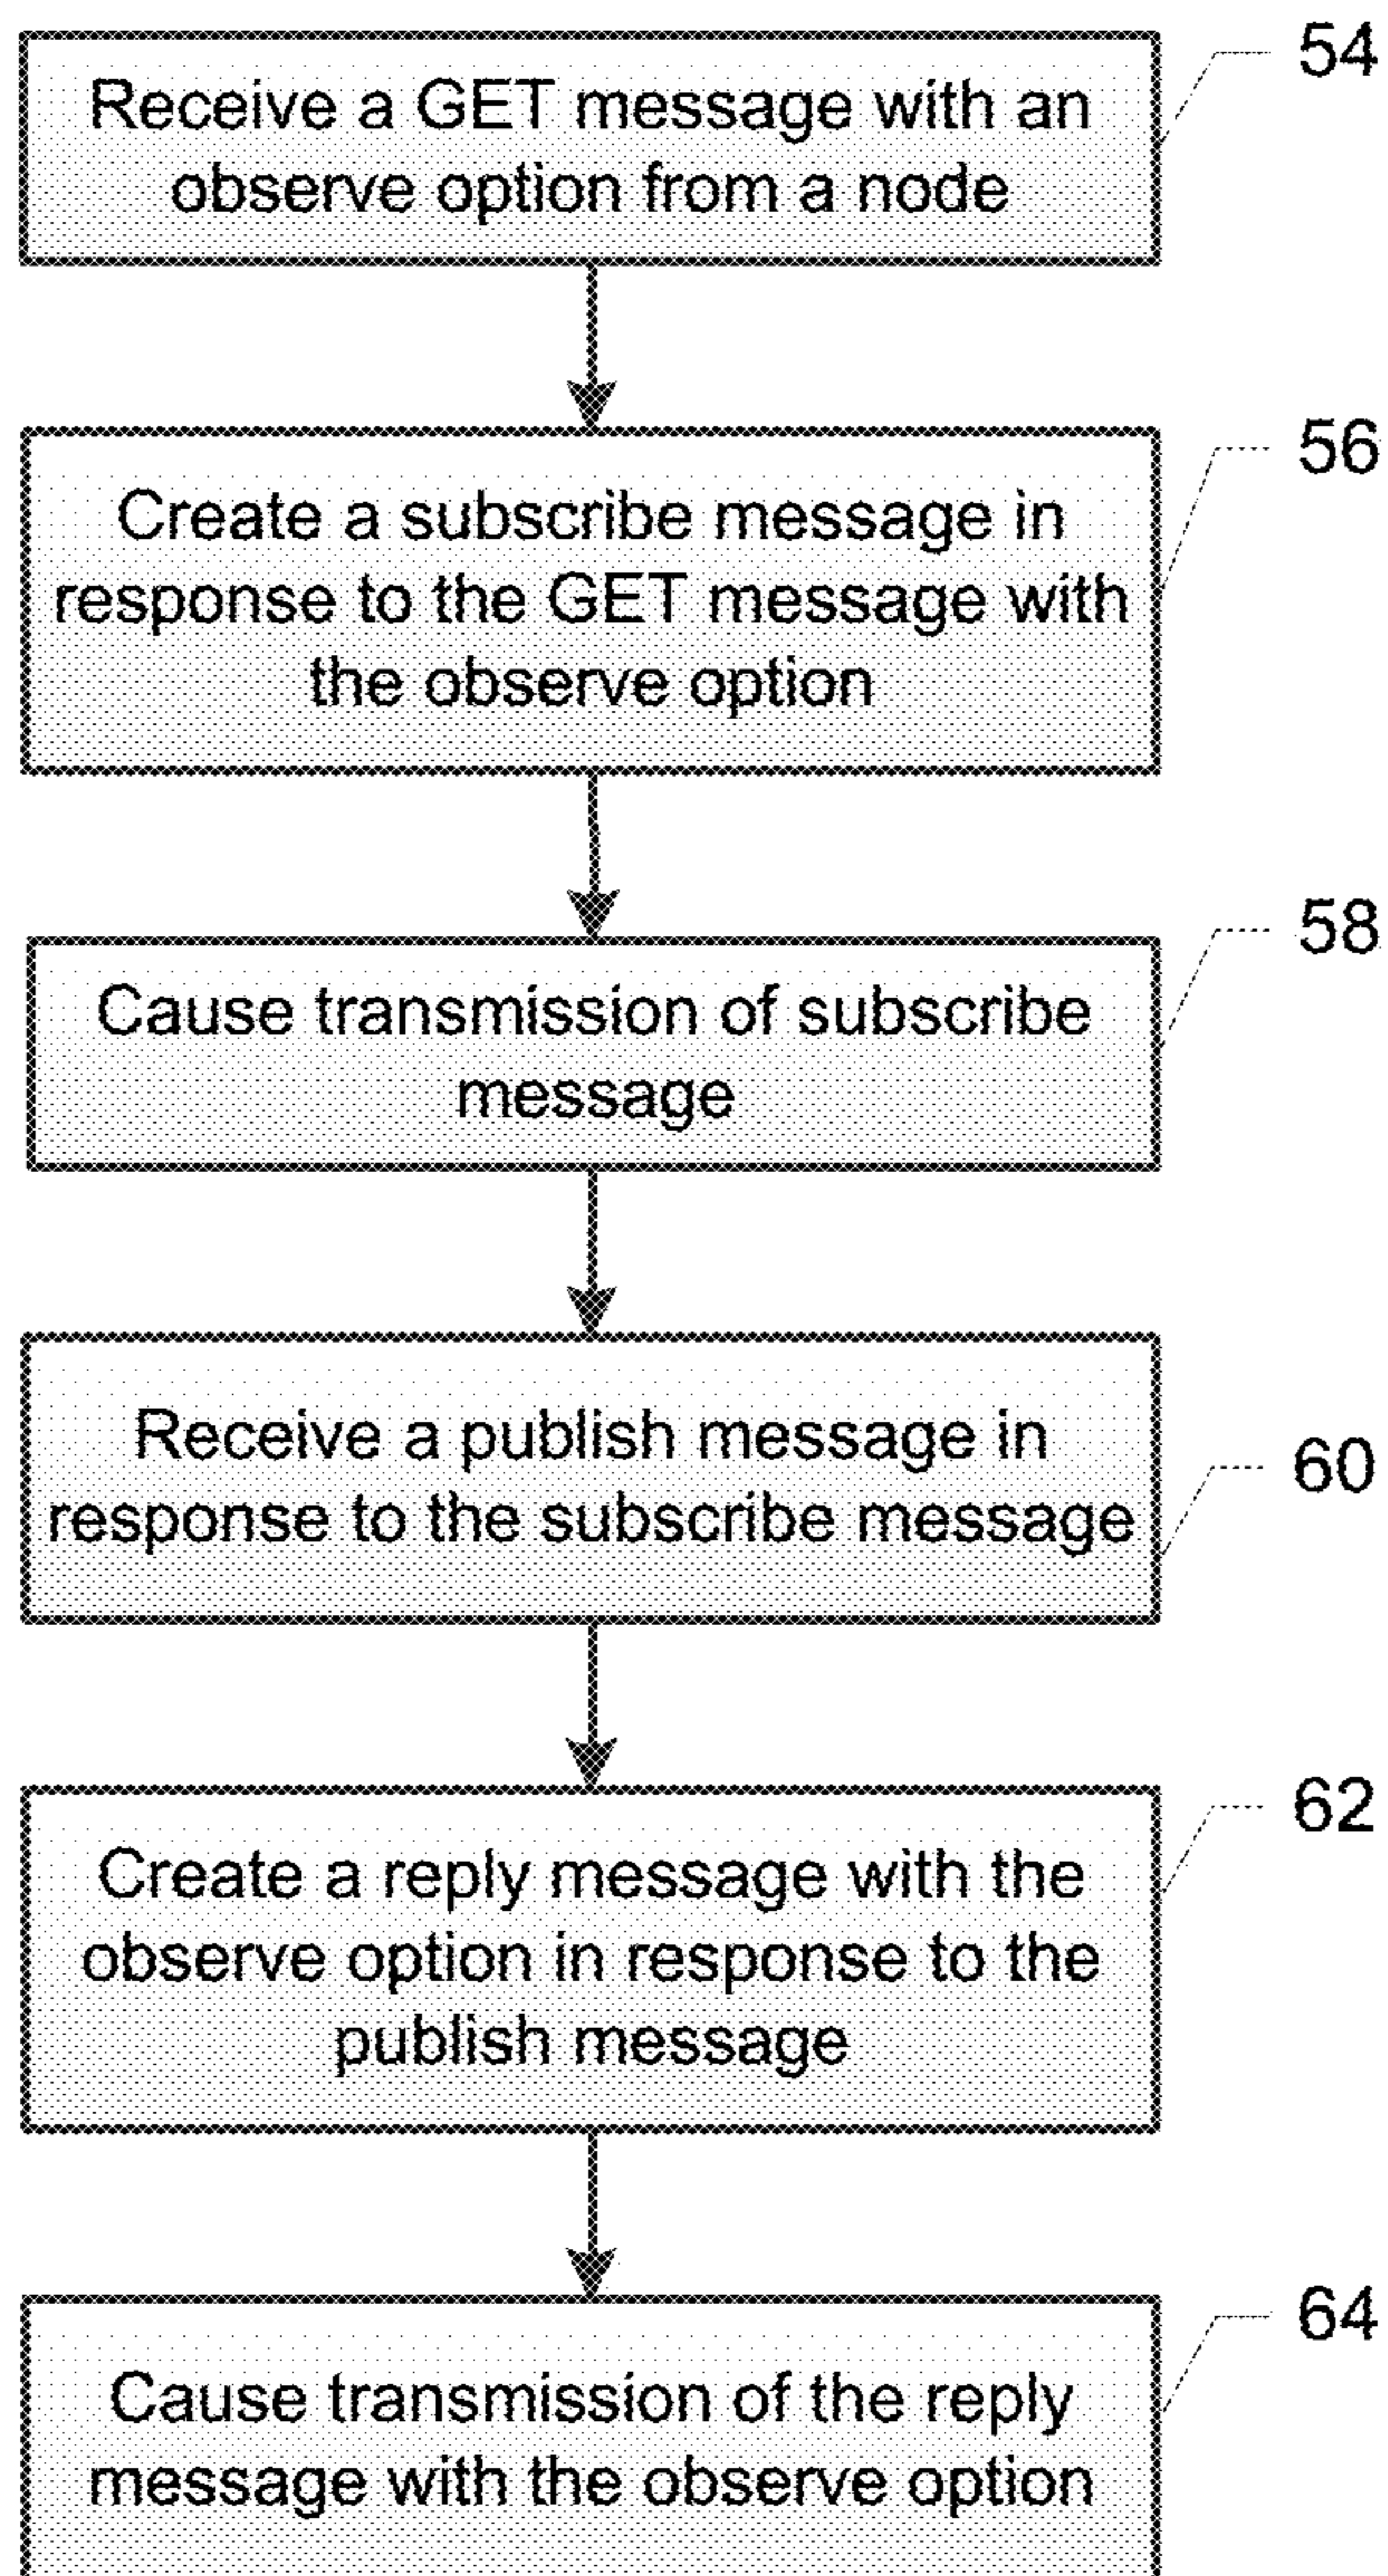 54
Receive a GET message with an
observe option from a node
56
Create a subscribe message in
response to the GET message with
the observe option
58
Cause transmission of subscribe
message
60
Receive a publish message in
response to the subscribe message
62
Create a reply message with the
observe option in response to the
publish message
64
Cause transmission of the reply
message with the observe option